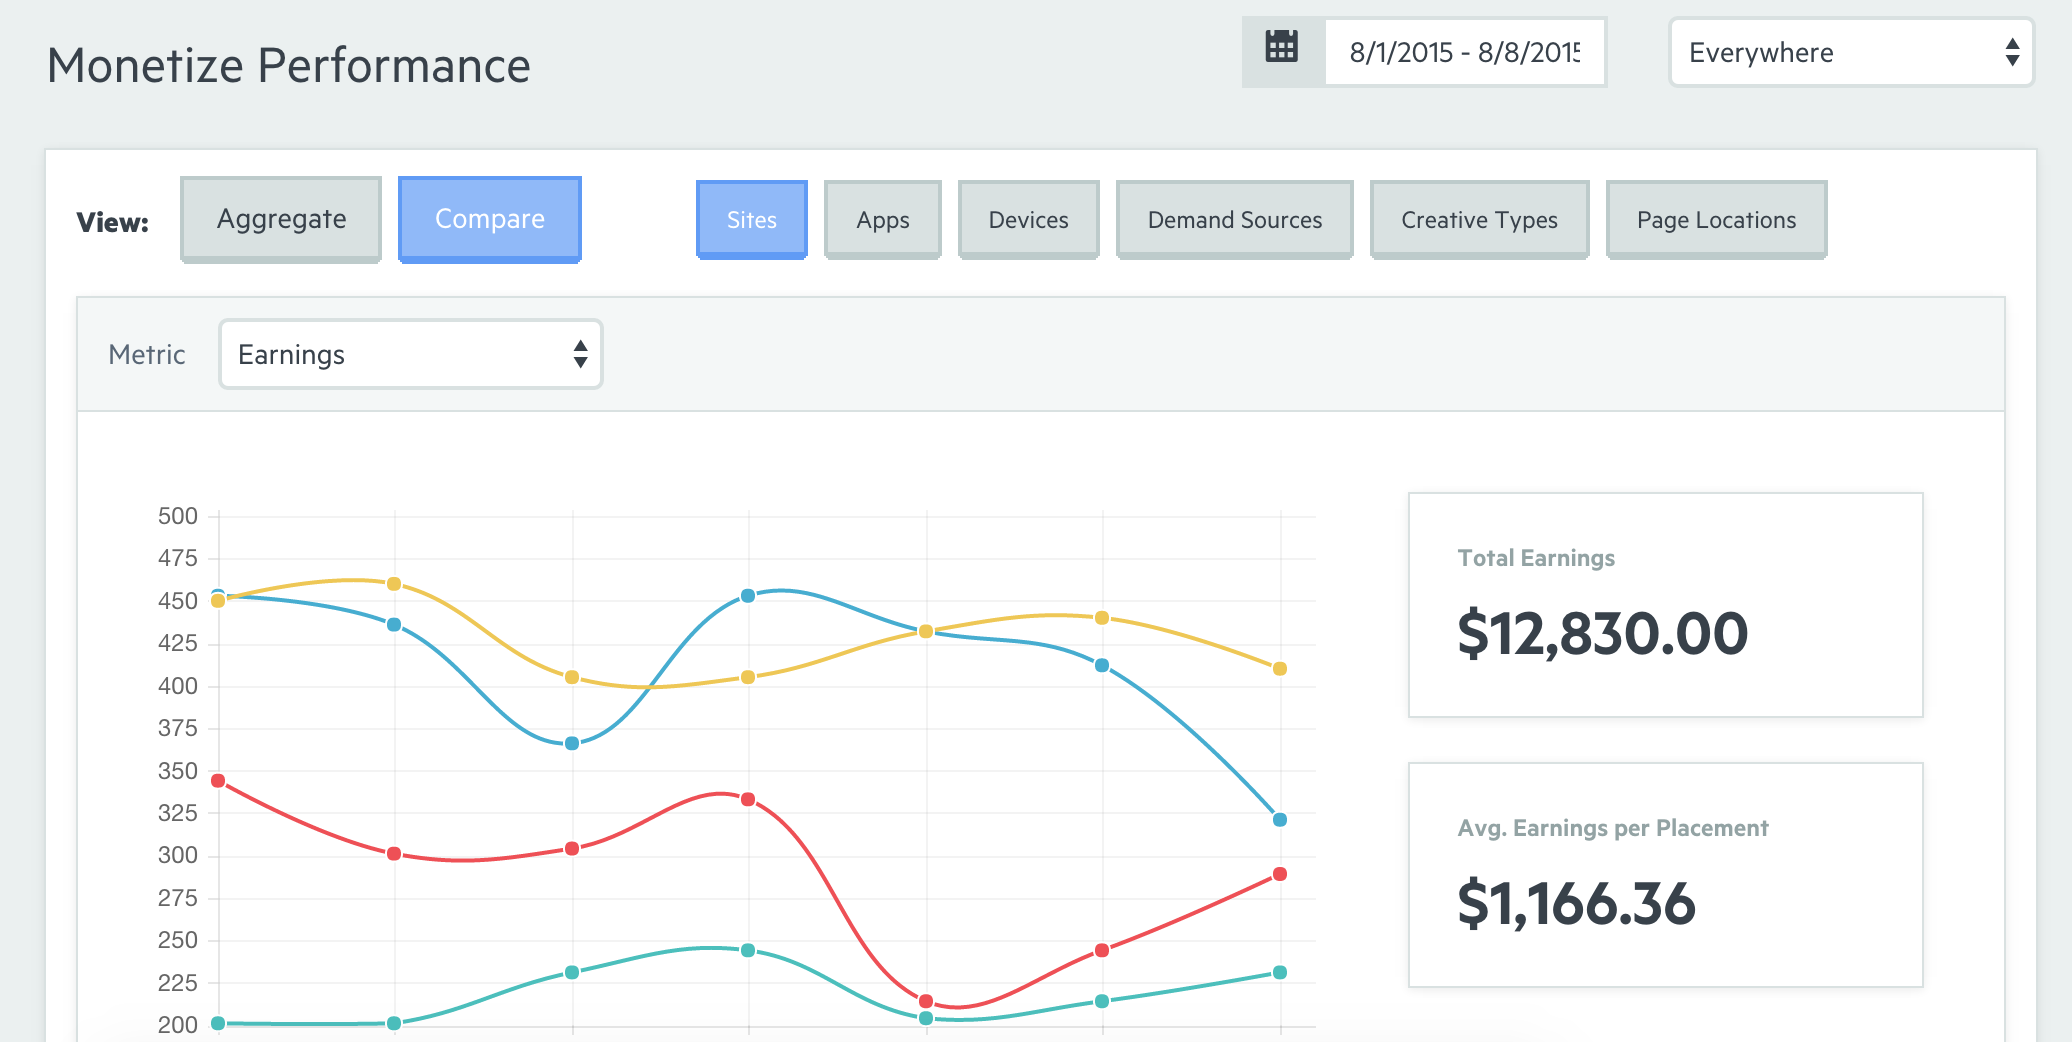 Monetize Performance
8/1/2015 - 8/8/2015
Everywhere
View:
Aggregate
Compare
Sites
Apps
Devices
Demand Sources
Creative Types
Page Locations
Metric
Earnings
500
475
450
425
400
375
350
325
300
275
250
225
200
Total Earnings
$12,830.00
Avg. Earnings per Placement
$1,166.36